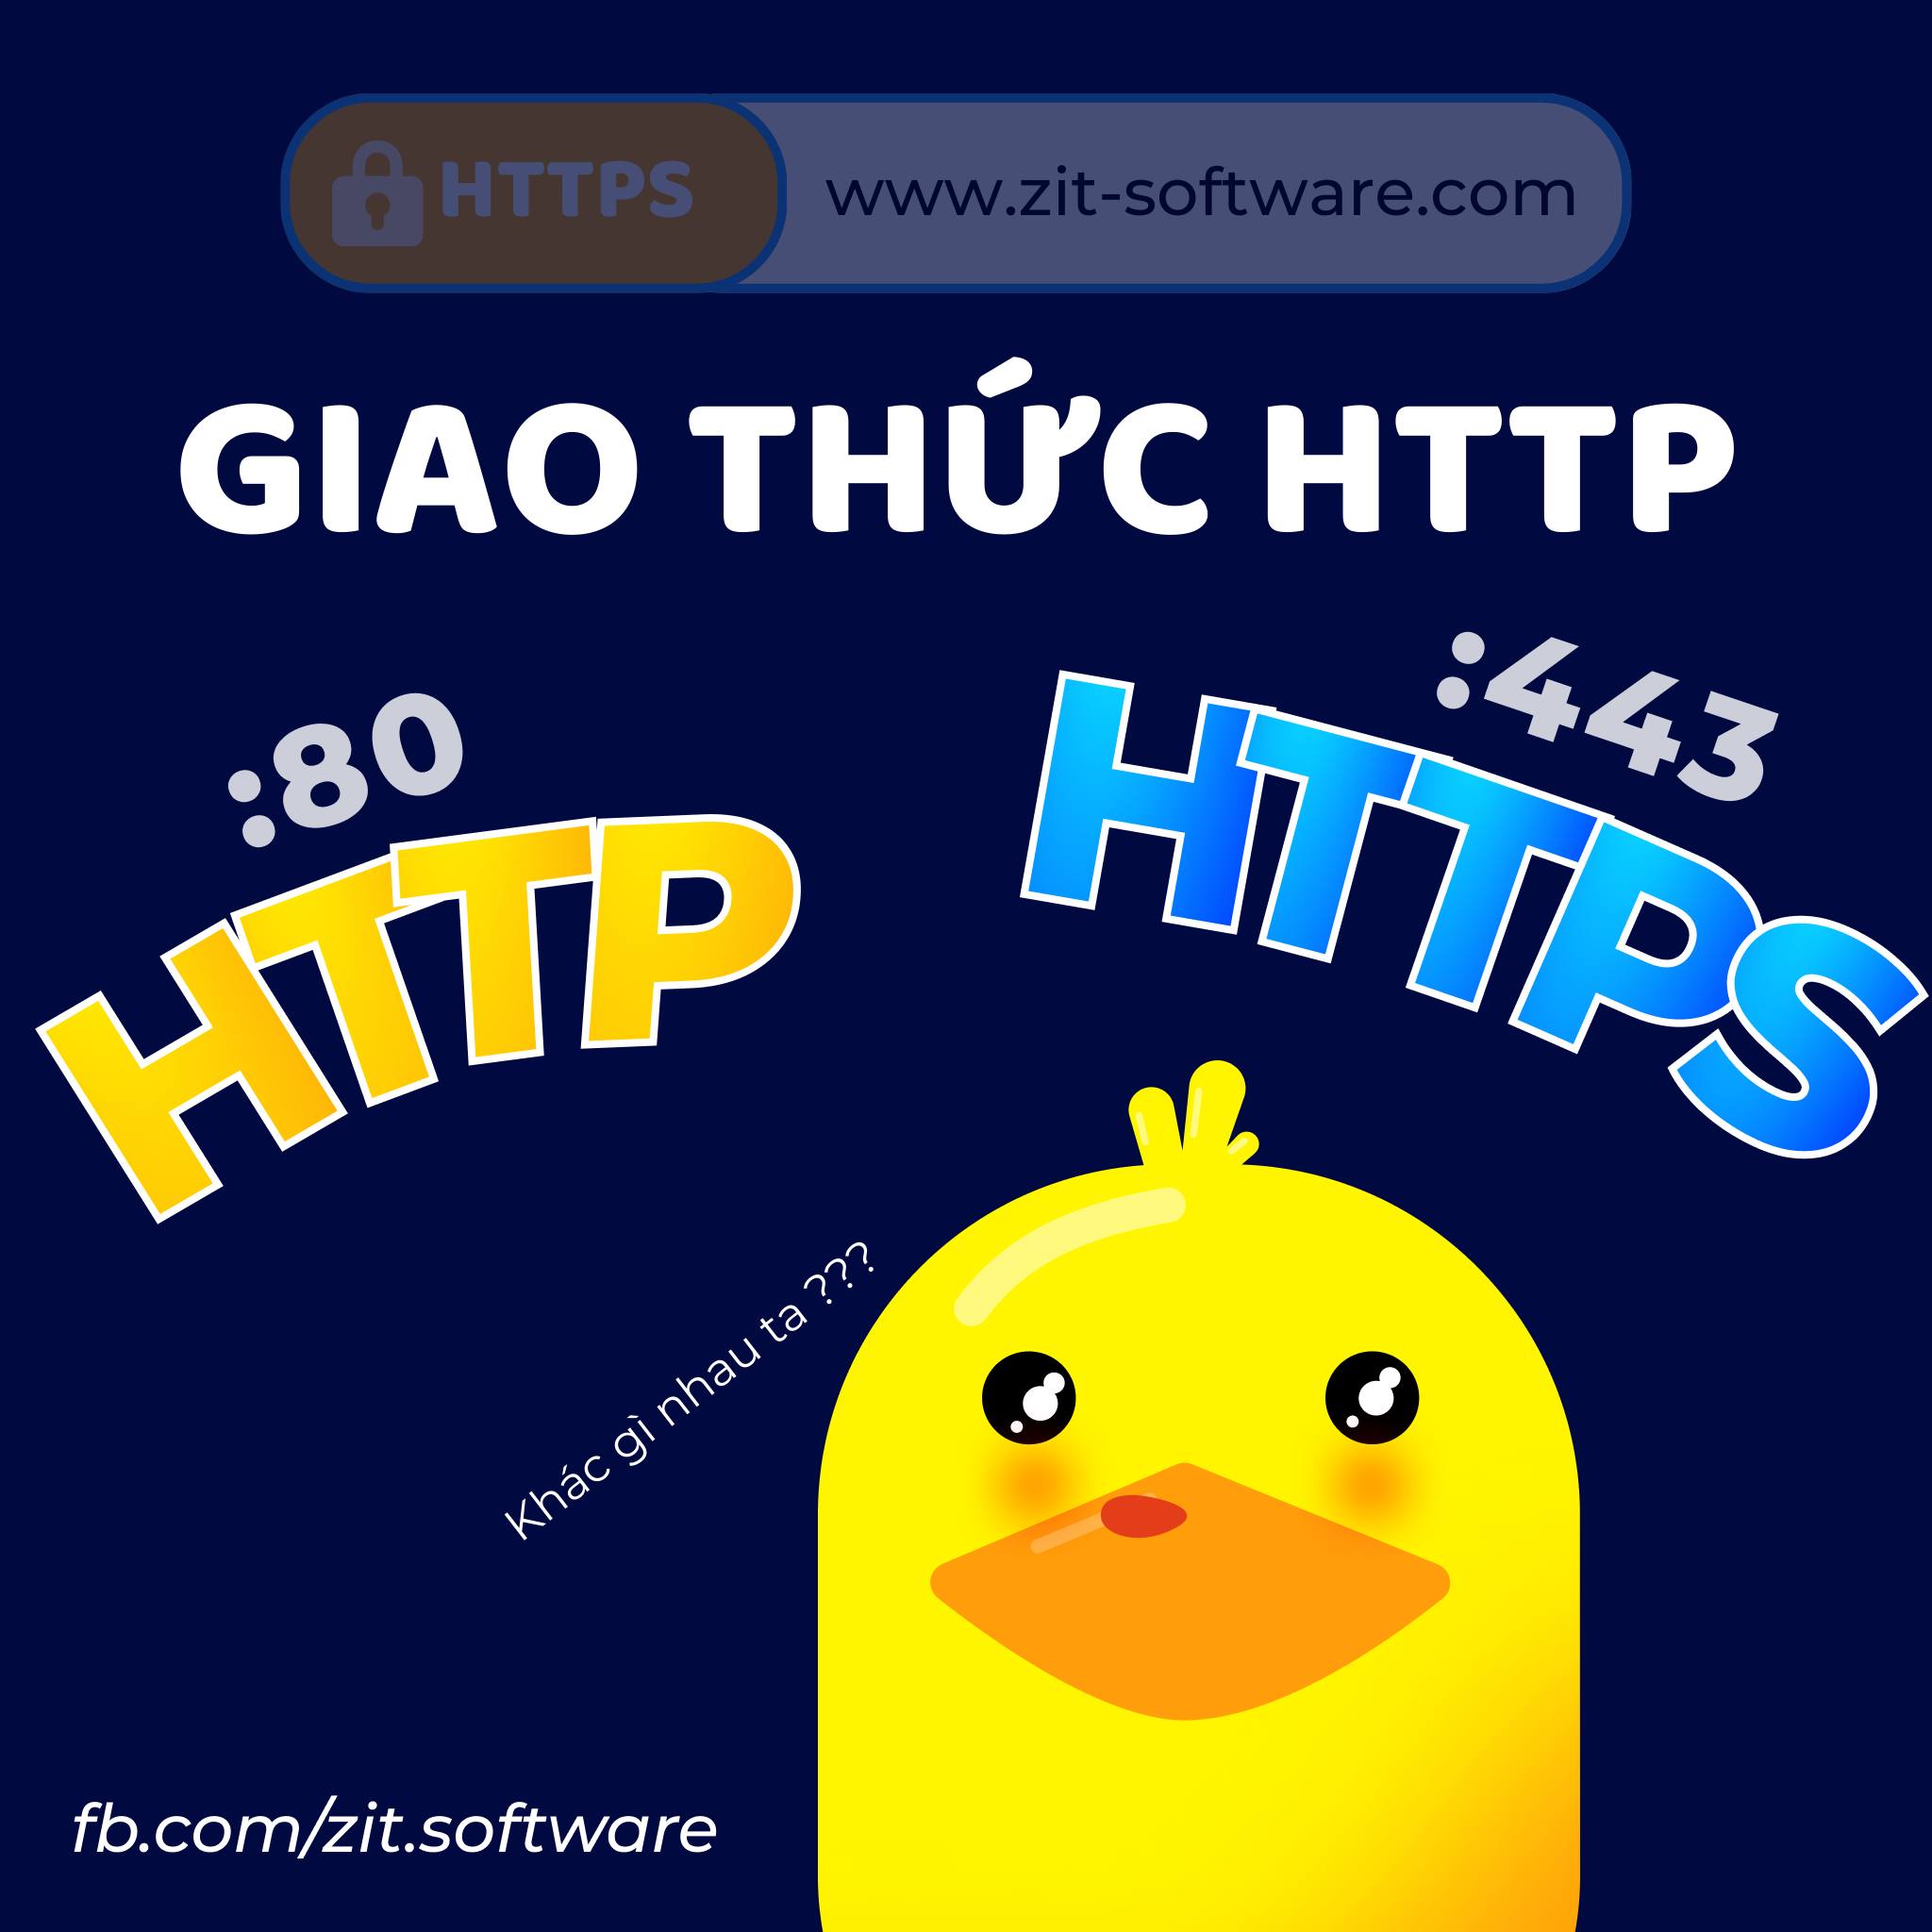 HTTPS www.zit-software.com
GIAO THỨC HTTP
:80
HTTP
:443
HTTPS
Khác gì nhau ta ???
fb.com/zit.software